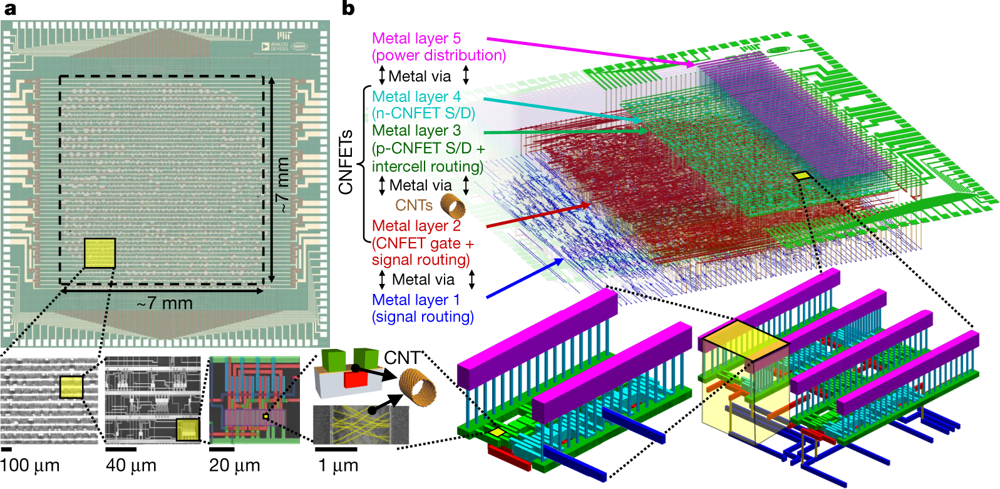 a
MIT
ANALOG
DEVICES
DARPA
~7 mm
~7 mm
100 μm
40 μm
20 μm
1 μm
CNT
b
Metal layer 5
(power distribution)
Metal via
CNFETs
Metal layer 4
(n-CNFET S/D)
Metal layer 3
(p-CNFET S/D +
intercell routing)
Metal via
CNTs
Metal layer 2
(CNFET gate +
signal routing)
Metal via
Metal layer 1
(signal routing)